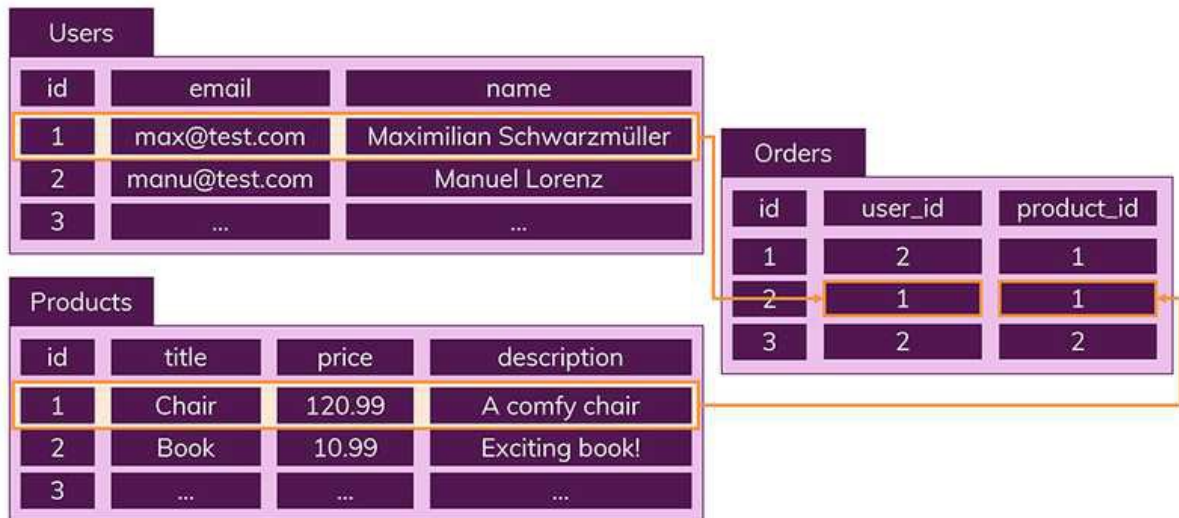 Users
id email name
1 max@test.com Maximilian Schwarzmüller
2 manu@test.com Manuel Lorenz
3 ... ...
Orders
id user_id product_id
1 2 1
2 1 1
3 2 2
Products
id title price description
1 Chair 120.99 A comfy chair
2 Book 10.99 Exciting book!
3 ... ... ...